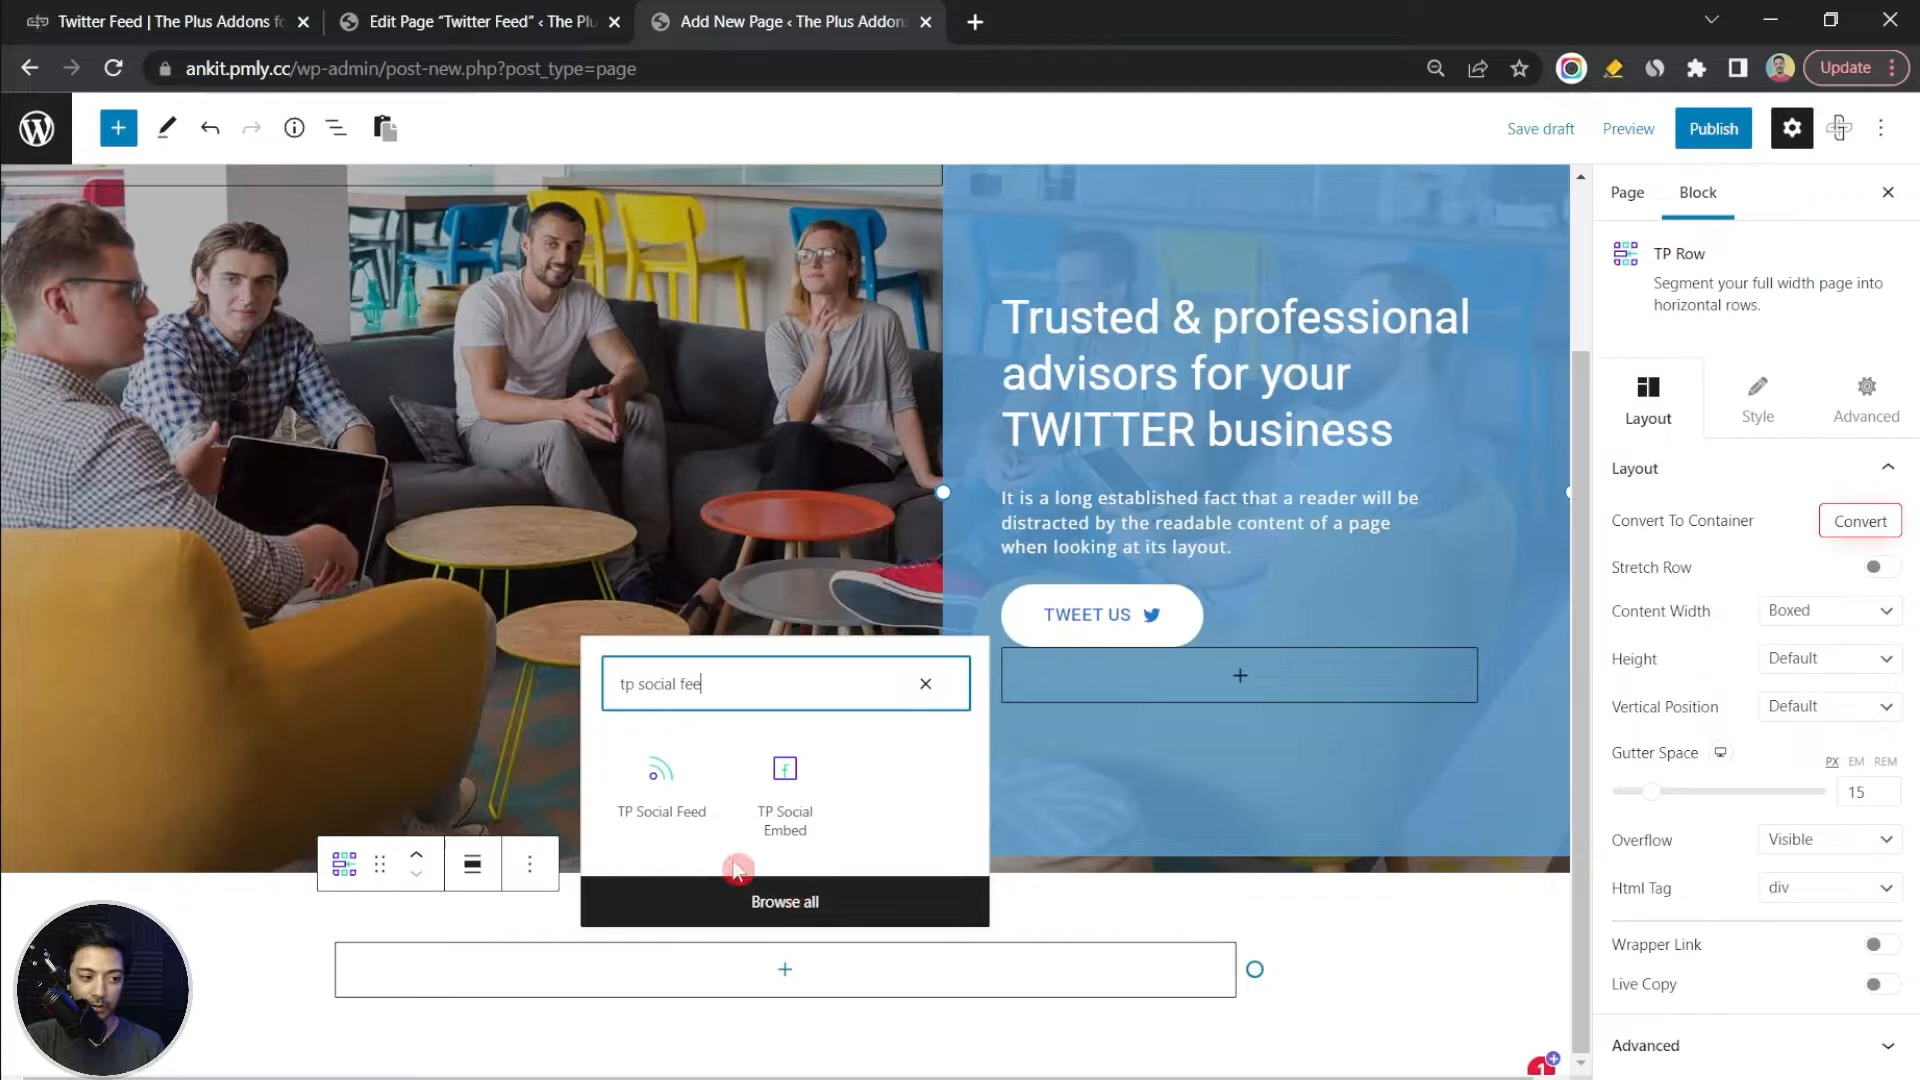 Twitter Feed | The Plus Addons fo
Edit Page “Twitter Feed” ‹ The Plu
Add New Page ‹ The Plus Addon
ankit.pmly.cc/wp-admin/post-new.php?post_type=page
Update
Save draft
Preview
Publish
Page
Block
TP Row
Segment your full width page into
horizontal rows.
Layout
Style
Advanced
Layout
Convert To Container
Convert
Stretch Row
Content Width
Boxed
Height
Default
Vertical Position
Default
Gutter Space
PX EM REM
15
Overflow
Visible
Html Tag
div
Wrapper Link
Live Copy
Advanced
Trusted & professional
advisors for your
TWITTER business
It is a long established fact that a reader will be
distracted by the readable content of a page
when looking at its layout.
TWEET US
tp social fee
TP Social Feed
TP Social
Embed
Browse all